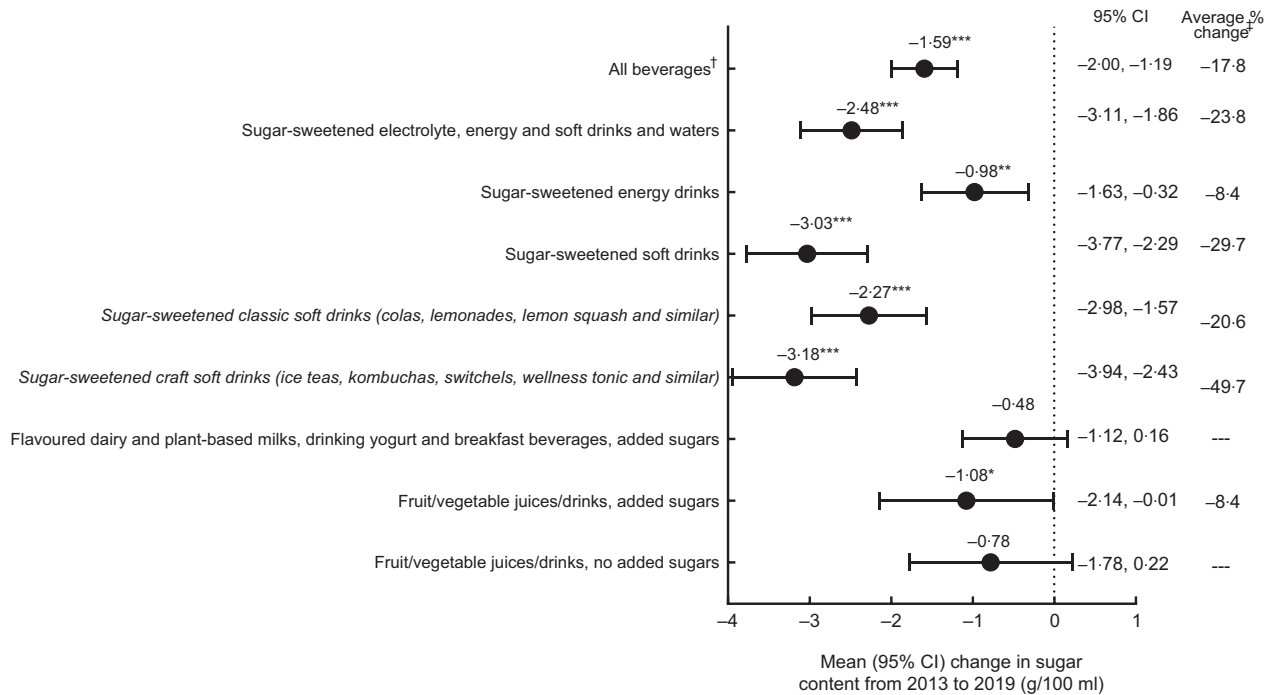 95% CI Average %
change‡
All beverages† –1·59*** –2·00, –1·19 –17·8
Sugar-sweetened electrolyte, energy and soft drinks and waters –2·48*** –3·11, –1·86 –23·8
Sugar-sweetened energy drinks –0·98** –1·63, –0·32 –8·4
Sugar-sweetened soft drinks –3·03*** –3·77, –2·29 –29·7
Sugar-sweetened classic soft drinks (colas, lemonades, lemon squash and similar) –2·27*** –2·98, –1·57 –20·6
Sugar-sweetened craft soft drinks (ice teas, kombuchas, switchels, wellness tonic and similar) –3·18*** –3·94, –2·43 –49·7
Flavoured dairy and plant-based milks, drinking yogurt and breakfast beverages, added sugars –0·48 –1·12, 0·16 ---
Fruit/vegetable juices/drinks, added sugars –1·08* –2·14, –0·01 –8·4
Fruit/vegetable juices/drinks, no added sugars –0·78 –1·78, 0·22 ---
–4 –3 –2 –1 0 1
Mean (95% CI) change in sugar
content from 2013 to 2019 (g/100 ml)